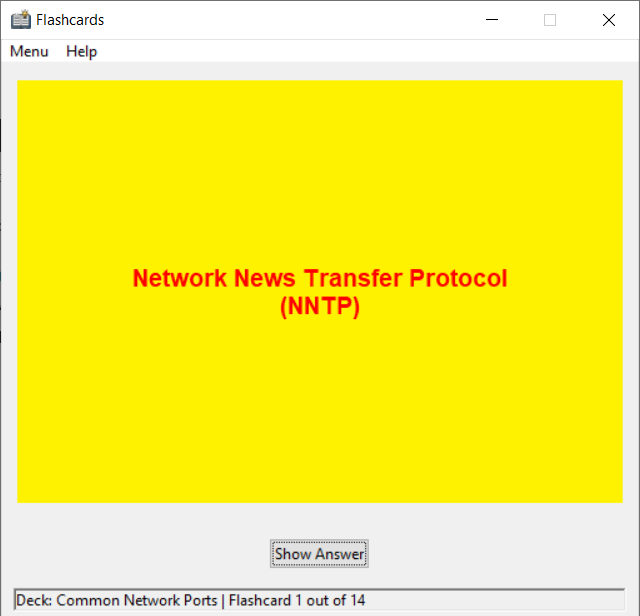 Flashcards
Menu Help
Network News Transfer Protocol
(NNTP)
Show Answer
Deck: Common Network Ports | Flashcard 1 out of 14